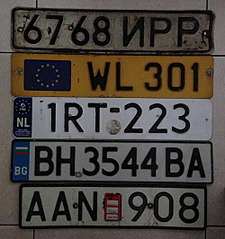 67-68 ИРР
WL 301
NL 1RT-223
BG BH 3544 BA
AAN 908